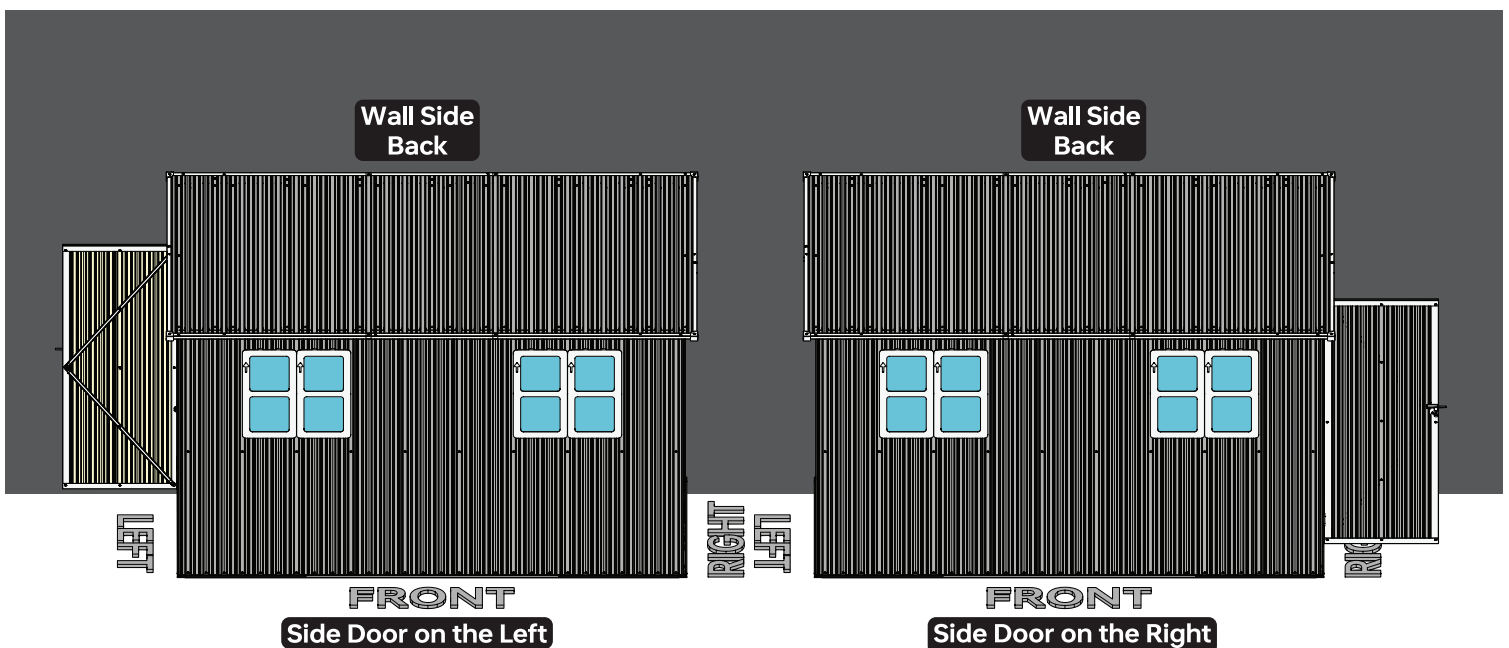 Wall Side
Back
Wall Side
Back
LEFT
RIGHT
LEFT
RIGHT
FRONT
FRONT
Side Door on the Left
Side Door on the Right